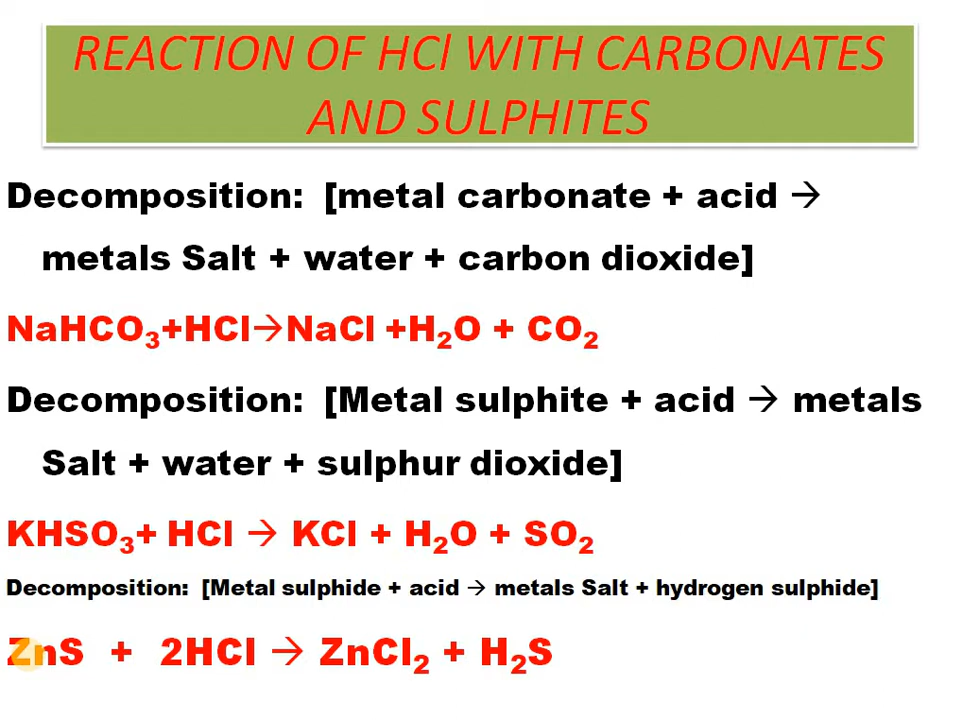 REACTION OF HCl WITH CARBONATES
AND SULPHITES
Decomposition: [metal carbonate + acid →
metals Salt + water + carbon dioxide]
NaHCO₃+HCl→NaCl +H₂O + CO₂
Decomposition: [Metal sulphite + acid → metals
Salt + water + sulphur dioxide]
KHSO₃+ HCl → KCl + H₂O + SO₂
Decomposition: [Metal sulphide + acid → metals Salt + hydrogen sulphide]
ZnS + 2HCl → ZnCl₂ + H₂S